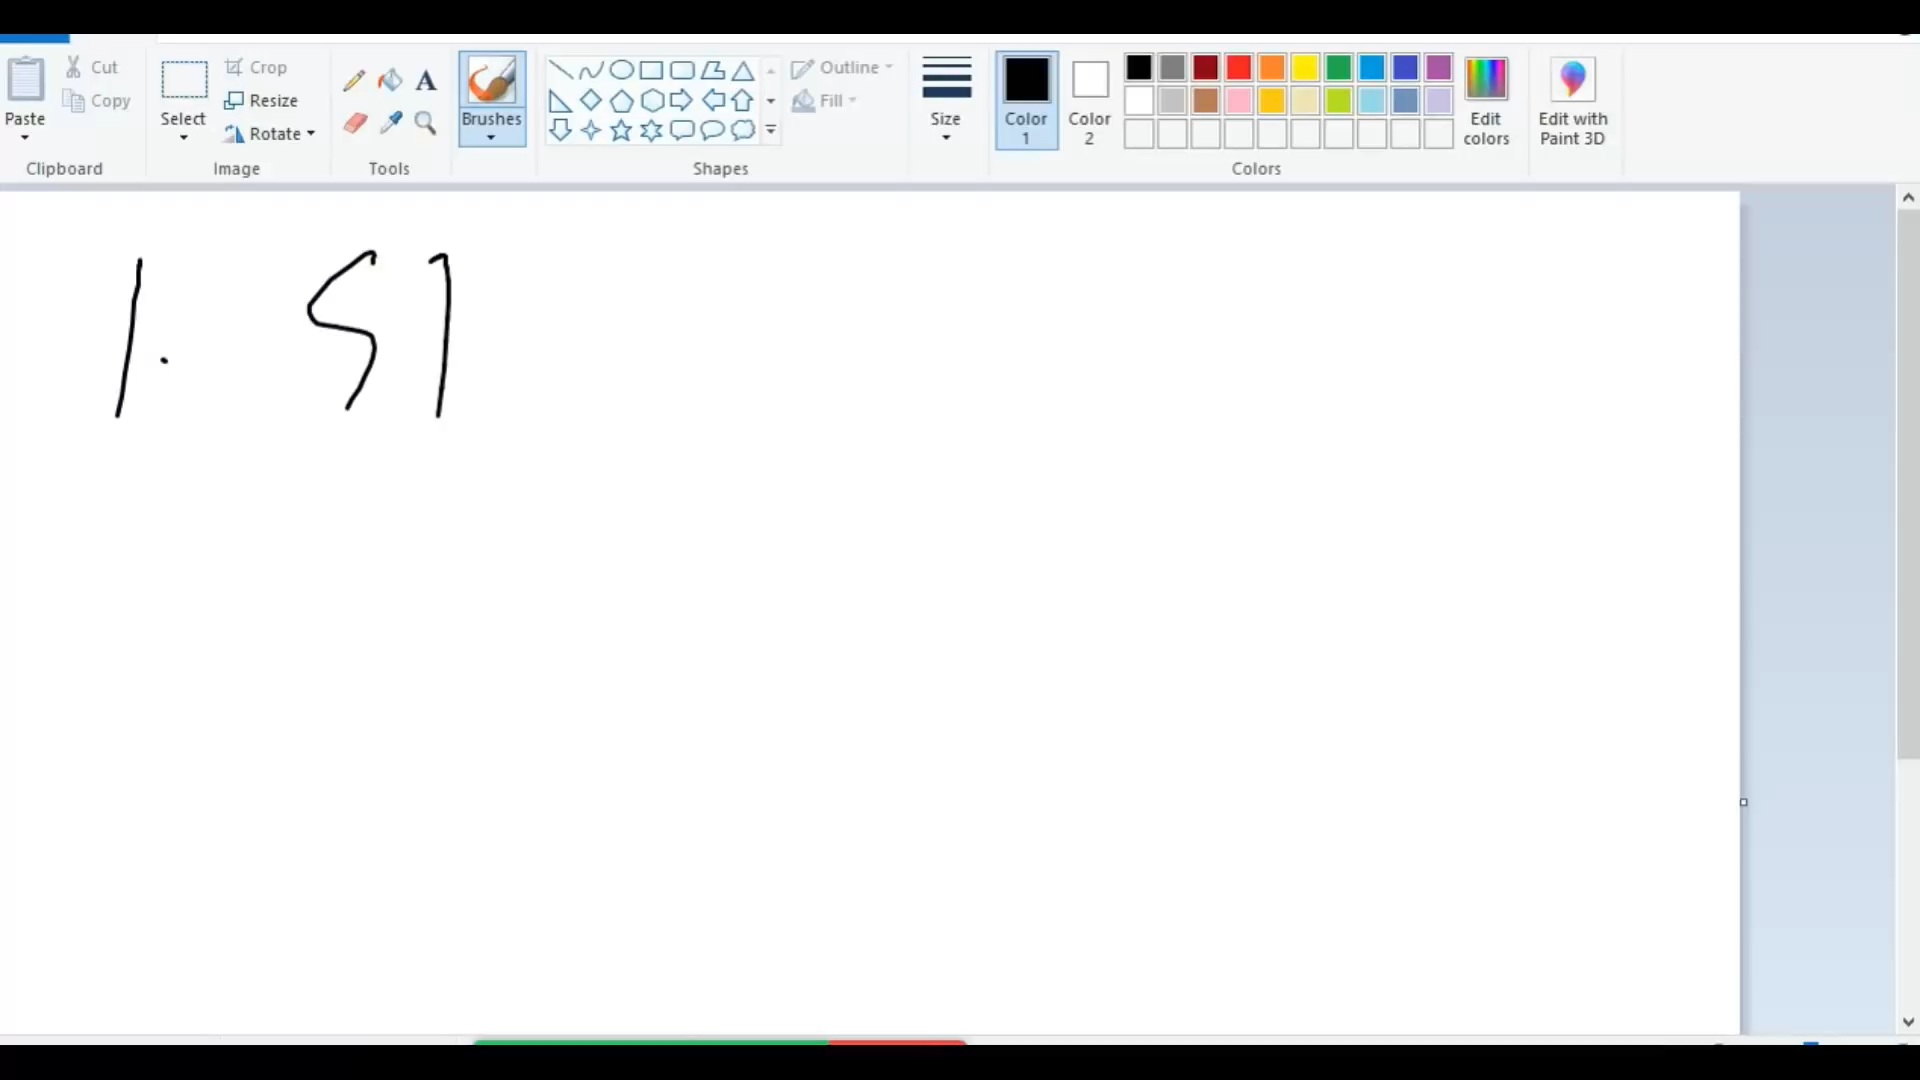 Cut
Copy
Paste
Clipboard
Select
Crop
Resize
Rotate
Image
A
Tools
Brushes
Shapes
Outline
Fill
Size
Color 1
Color 2
Colors
Edit colors
Edit with Paint 3D
1. 51